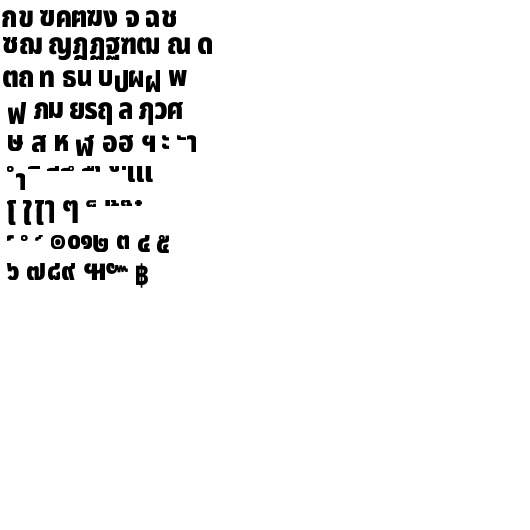 กข ฃคฅฆง จ ฉช
ซฌ ญฎฏฐฑฒ ณ ด
ตถ ท ธน บปผฝ พ
ฟ ภม ยรฤ ล ฦวศ
ษ ส ห ฬ อฮ ฯ ะ ัา
ำ ิ ีึ ืุ ฺูเแ
โ ใ ไๅ ๆ ็ ่้๊๋
์ ํ ๎ ๏๐๑๒ ๓ ๔ ๕
๖ ๗๘๙ ๚๛ ฿